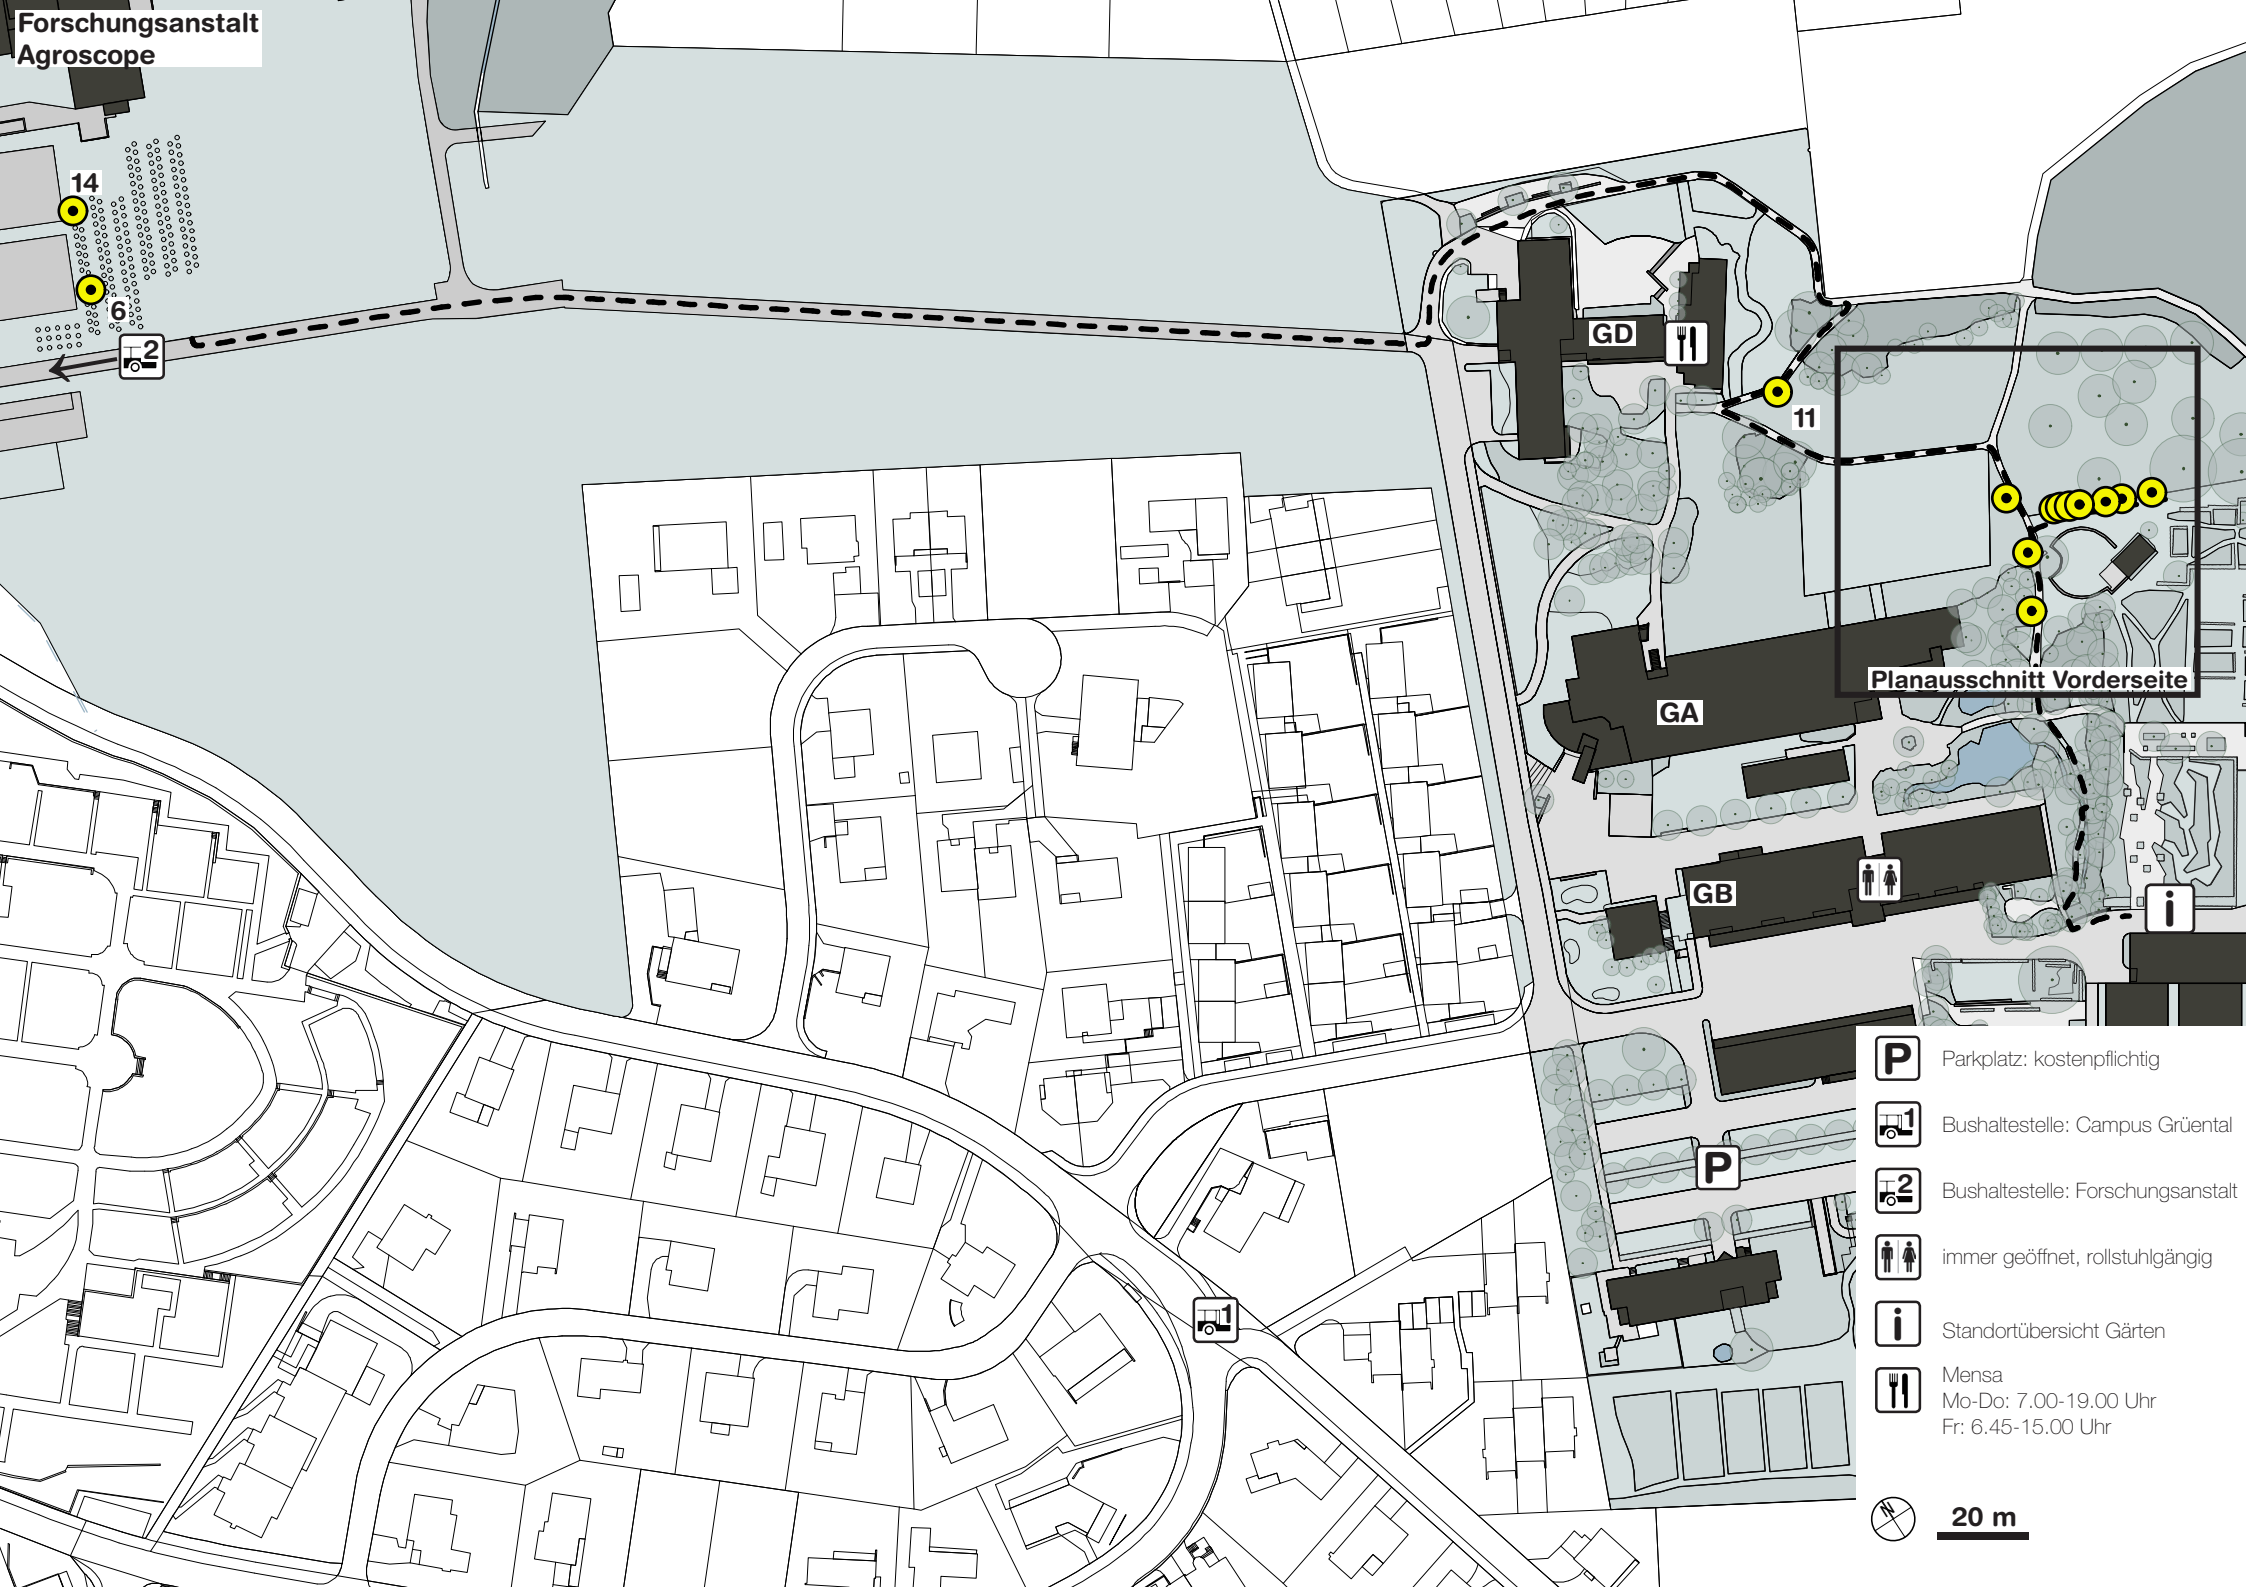 Forschungsanstalt
Agroscope
14
6
2
GD
11
Planausschnitt Vorderseite
GA
GB
i
P
1
P Parkplatz: kostenpflichtig
1 Bushaltestelle: Campus Grüental
2 Bushaltestelle: Forschungsanstalt
immer geöffnet, rollstuhlgängig
i Standortübersicht Gärten
Mensa
Mo-Do: 7.00-19.00 Uhr
Fr: 6.45-15.00 Uhr
N
20 m